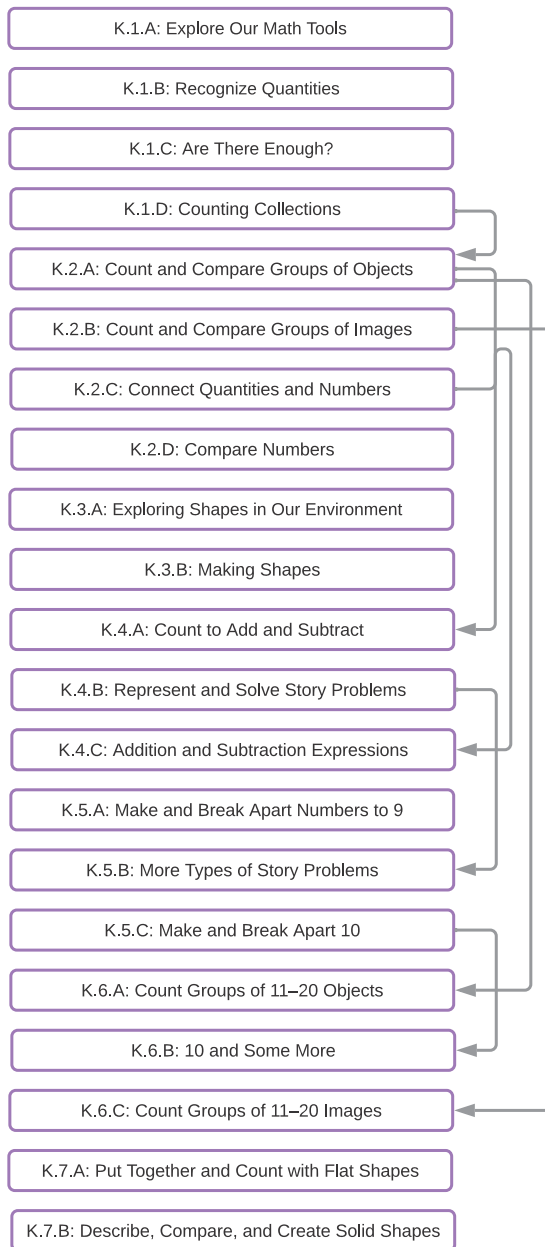 K.1.A: Explore Our Math Tools
K.1.B: Recognize Quantities
K.1.C: Are There Enough?
K.1.D: Counting Collections
K.2.A: Count and Compare Groups of Objects
K.2.B: Count and Compare Groups of Images
K.2.C: Connect Quantities and Numbers
K.2.D: Compare Numbers
K.3.A: Exploring Shapes in Our Environment
K.3.B: Making Shapes
K.4.A: Count to Add and Subtract
K.4.B: Represent and Solve Story Problems
K.4.C: Addition and Subtraction Expressions
K.5.A: Make and Break Apart Numbers to 9
K.5.B: More Types of Story Problems
K.5.C: Make and Break Apart 10
K.6.A: Count Groups of 11–20 Objects
K.6.B: 10 and Some More
K.6.C: Count Groups of 11–20 Images
K.7.A: Put Together and Count with Flat Shapes
K.7.B: Describe, Compare, and Create Solid Shapes